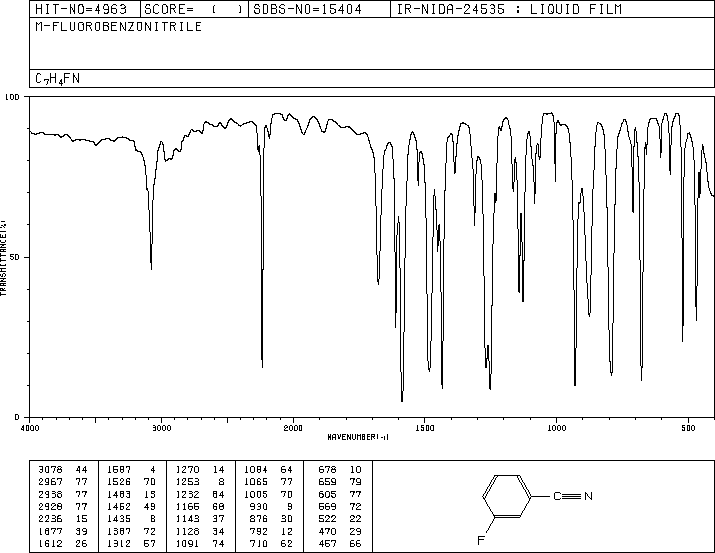 HIT-NO=4963 SCORE= ( ) SDBS-NO=15404 IR-NIDA-24535 : LIQUID FILM
M-FLUOROBENZONITRILE
C7H4FN
100
50
0
TRANSMITTANCE(%)
4000 3000 2000 1500 1000 500
WAVENUMBER(-1)
3078 44 1587 4 1270 14 1084 64 678 10
2967 77 1526 70 1253 8 1065 77 659 79
2938 77 1483 13 1232 64 1005 70 605 77
2928 77 1452 49 1166 68 930 9 569 72
2236 15 1435 8 1143 37 876 30 522 22
1677 39 1387 72 1128 34 792 12 470 29
1612 26 1312 57 1091 74 710 62 457 66
C N
F